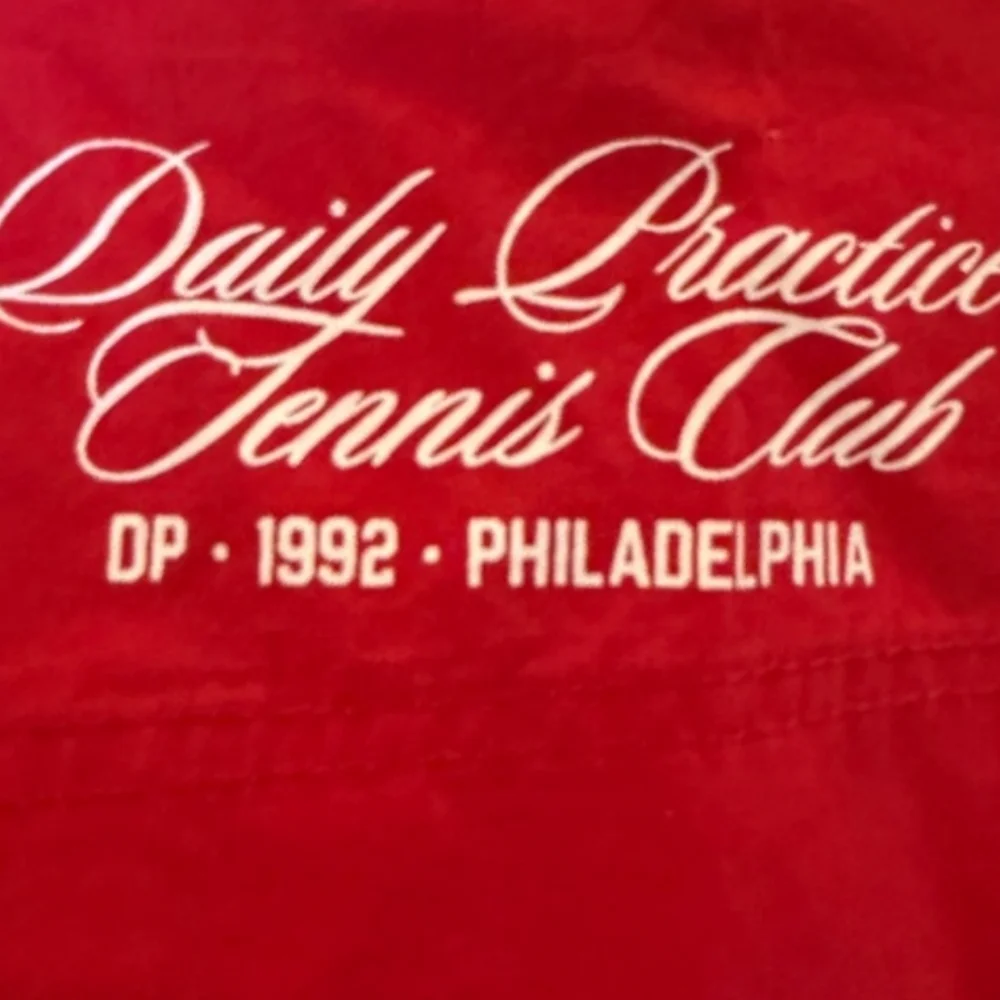 Daily Practice
Tennis Club
DP · 1992 · PHILADELPHIA